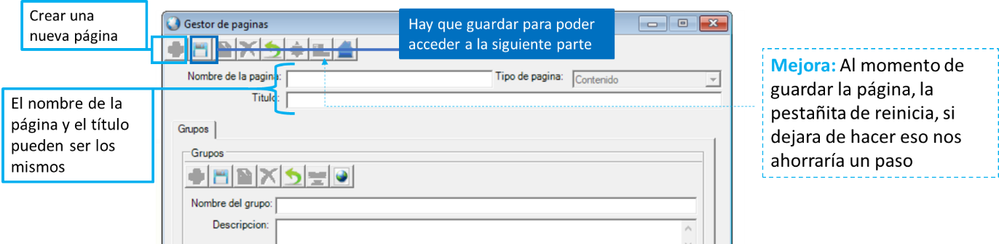 Crear una
nueva página
Gestor de paginas
Hay que guardar para poder
acceder a la siguiente parte
Nombre de la pagina:
Tipo de pagina:
Contenido
Titulo:
El nombre de la
página y el título
pueden ser los
mismos
Mejora: Al momento de
guardar la página, la
pestañita de reinicia, si
dejara de hacer eso nos
ahorraría un paso
Grupos
Grupos
Nombre del grupo:
Descripcion: